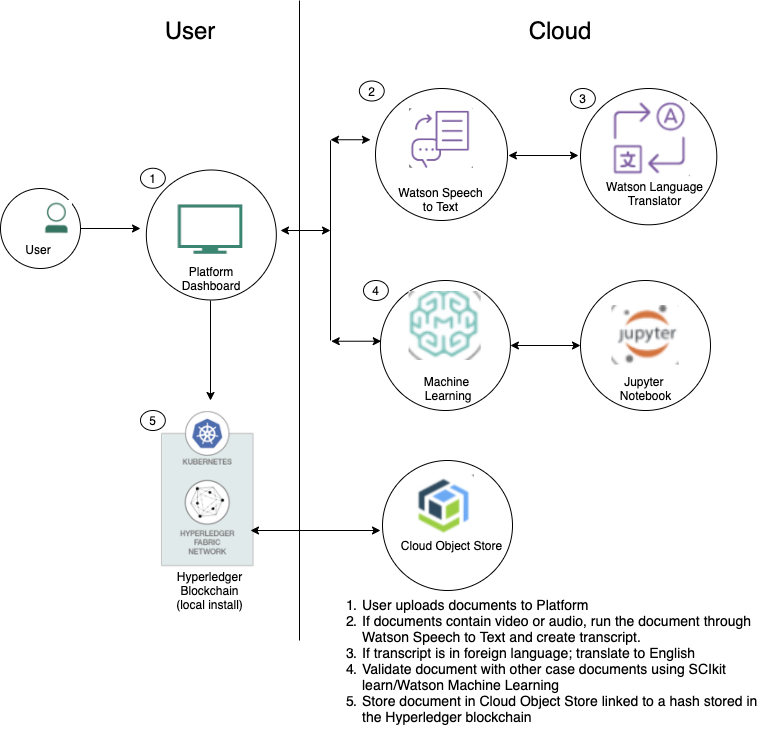 User
Cloud
2
3
Watson Speech
to Text
A
文
Watson Language
Translator
1
User
Platform
Dashboard
4
Machine
Learning
jupyter
Jupyter
Notebook
5
KUBERNETES
HYPERLEDGER
FABRIC
NETWORK
Hyperledger
Blockchain
(local install)
Cloud Object Store
1. User uploads documents to Platform
2. If documents contain video or audio, run the document through
Watson Speech to Text and create transcript.
3. If transcript is in foreign language; translate to English
4. Validate document with other case documents using SCIkit
learn/Watson Machine Learning
5. Store document in Cloud Object Store linked to a hash stored in
the Hyperledger blockchain